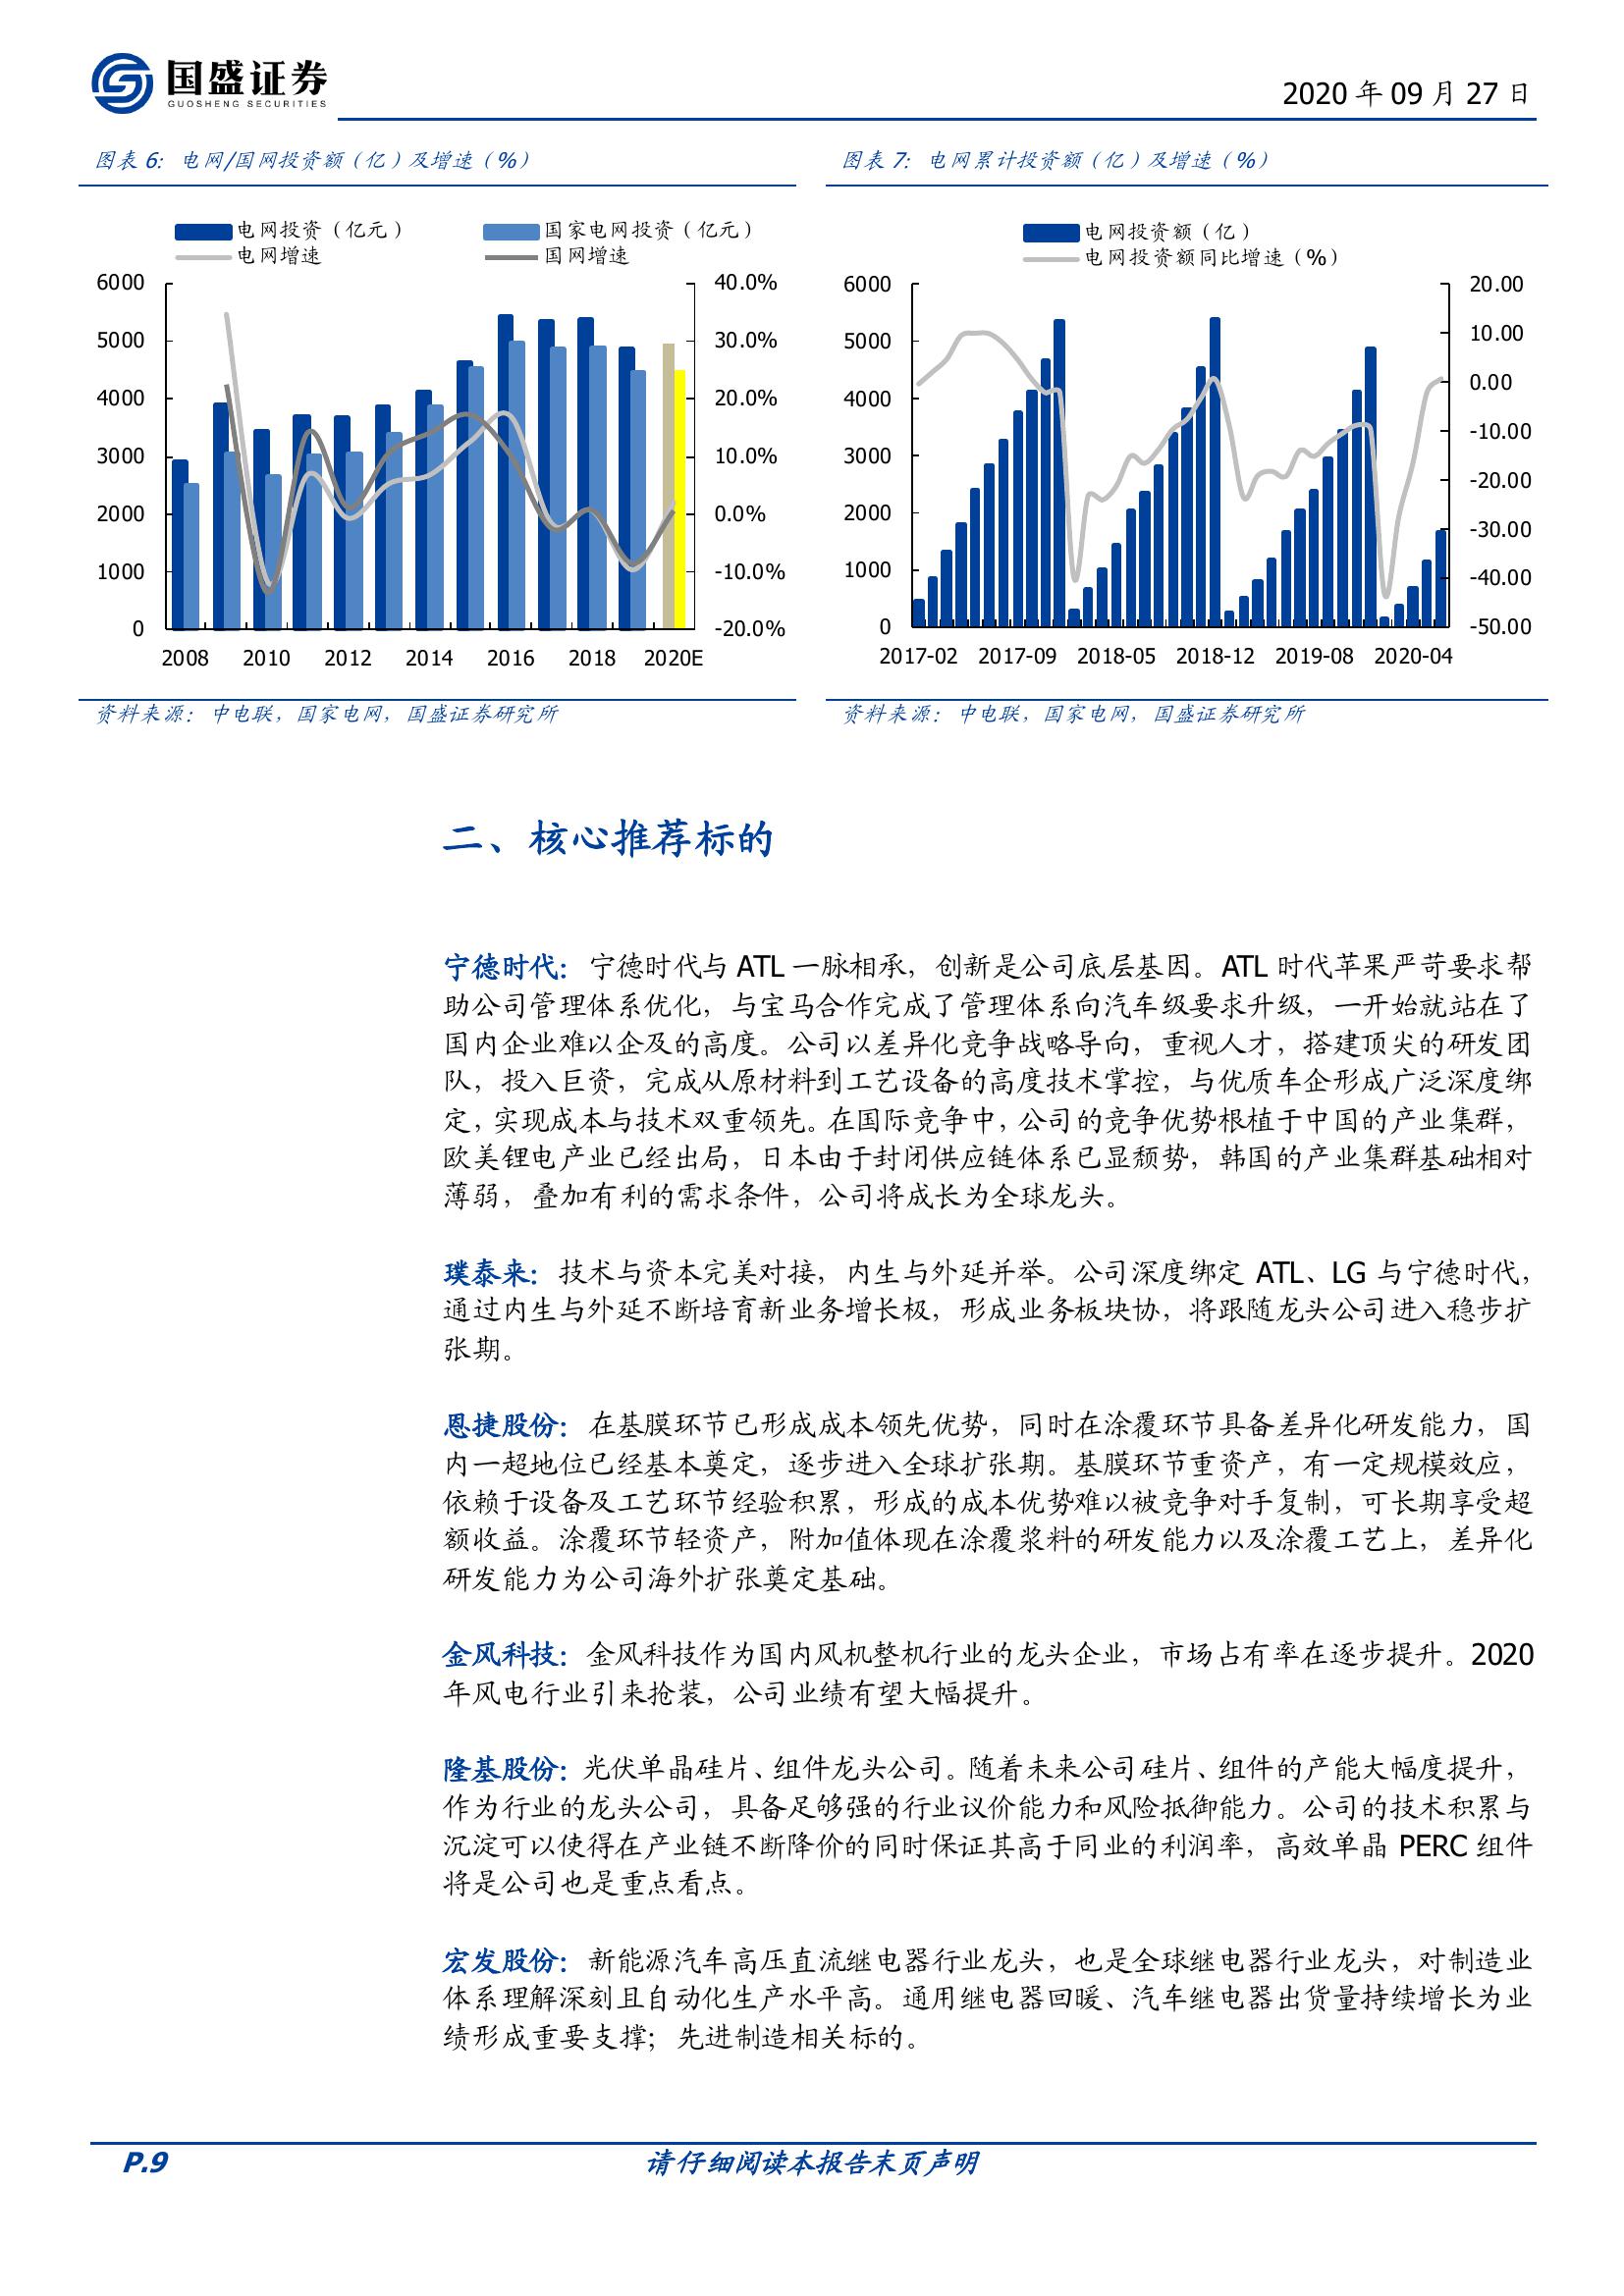 国盛证券
GUOSHENG SECURITIES
2020 年 09 月 27 日
图表 6: 电网/国网投资额（亿）及增速（%）
电网投资（亿元）
国家电网投资（亿元）
电网增速
国网增速
6000
5000
4000
3000
2000
1000
0
40.0%
30.0%
20.0%
10.0%
0.0%
-10.0%
-20.0%
2008 2010 2012 2014 2016 2018 2020E
资料来源：中电联，国家电网，国盛证券研究所
图表 7: 电网累计投资额（亿）及增速（%）
电网投资额（亿）
电网投资额同比增速（%）
6000
5000
4000
3000
2000
1000
0
20.00
10.00
0.00
-10.00
-20.00
-30.00
-40.00
-50.00
2017-02 2017-09 2018-05 2018-12 2019-08 2020-04
资料来源：中电联，国家电网，国盛证券研究所
二、核心推荐标的
宁德时代：宁德时代与 ATL 一脉相承，创新是公司底层基因。ATL 时代苹果严苛要求帮
助公司管理体系优化，与宝马合作完成了管理体系向汽车级要求升级，一开始就站在了
国内企业难以企及的高度。公司以差异化竞争战略导向，重视人才，搭建顶尖的研发团
队，投入巨资，完成从原材料到工艺设备的高度技术掌控，与优质车企形成广泛深度绑
定，实现成本与技术双重领先。在国际竞争中，公司的竞争优势根植于中国的产业集群，
欧美锂电产业已经出局，日本由于封闭供应链体系已显颓势，韩国的产业集群基础相对
薄弱，叠加有利的需求条件，公司将成长为全球龙头。
璞泰来：技术与资本完美对接，内生与外延并举。公司深度绑定 ATL、LG 与宁德时代，
通过内生与外延不断培育新业务增长极，形成业务板块协，将跟随龙头公司进入稳步扩
张期。
恩捷股份：在基膜环节已形成成本领先优势，同时在涂覆环节具备差异化研发能力，国
内一超地位已经基本奠定，逐步进入全球扩张期。基膜环节重资产，有一定规模效应，
依赖于设备及工艺环节经验积累，形成的成本优势难以被竞争对手复制，可长期享受超
额收益。涂覆环节轻资产，附加值体现在涂覆浆料的研发能力以及涂覆工艺上，差异化
研发能力为公司海外扩张奠定基础。
金风科技：金风科技作为国内风机整机行业的龙头企业，市场占有率在逐步提升。2020
年风电行业引来抢装，公司业绩有望大幅提升。
隆基股份：光伏单晶硅片、组件龙头公司。随着未来公司硅片、组件的产能大幅度提升，
作为行业的龙头公司，具备足够强的行业议价能力和风险抵御能力。公司的技术积累与
沉淀可以使得在产业链不断降价的同时保证其高于同业的利润率，高效单晶 PERC 组件
将是公司也是重点看点。
宏发股份：新能源汽车高压直流继电器行业龙头，也是全球继电器行业龙头，对制造业
体系理解深刻且自动化生产水平高。通用继电器回暖、汽车继电器出货量持续增长为业
绩形成重要支撑；先进制造相关标的。
P.9
请仔细阅读本报告末页声明